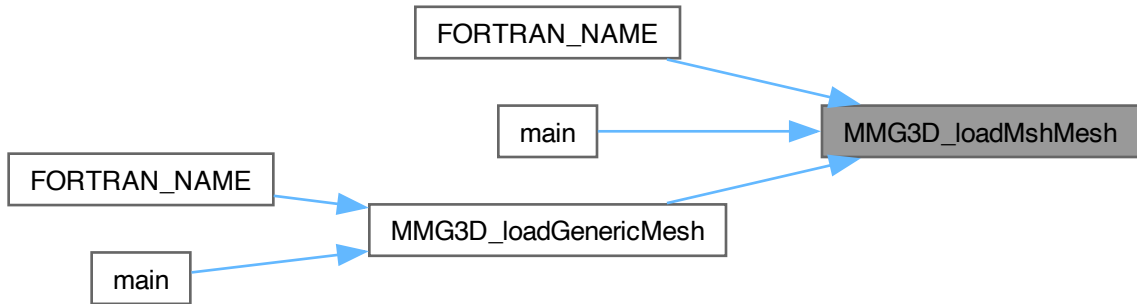 FORTRAN_NAME
main
MMG3D_loadMshMesh
FORTRAN_NAME
MMG3D_loadGenericMesh
main